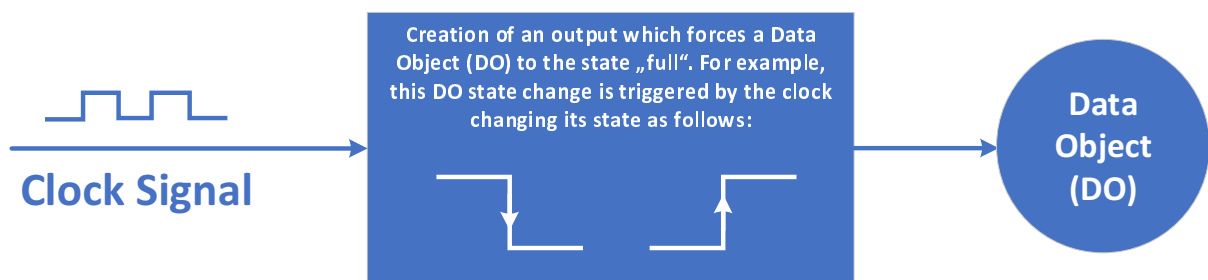 Clock Signal
Creation of an output which forces a Data
Object (DO) to the state „full“. For example,
this DO state change is triggered by the clock
changing its state as follows:
Data
Object
(DO)